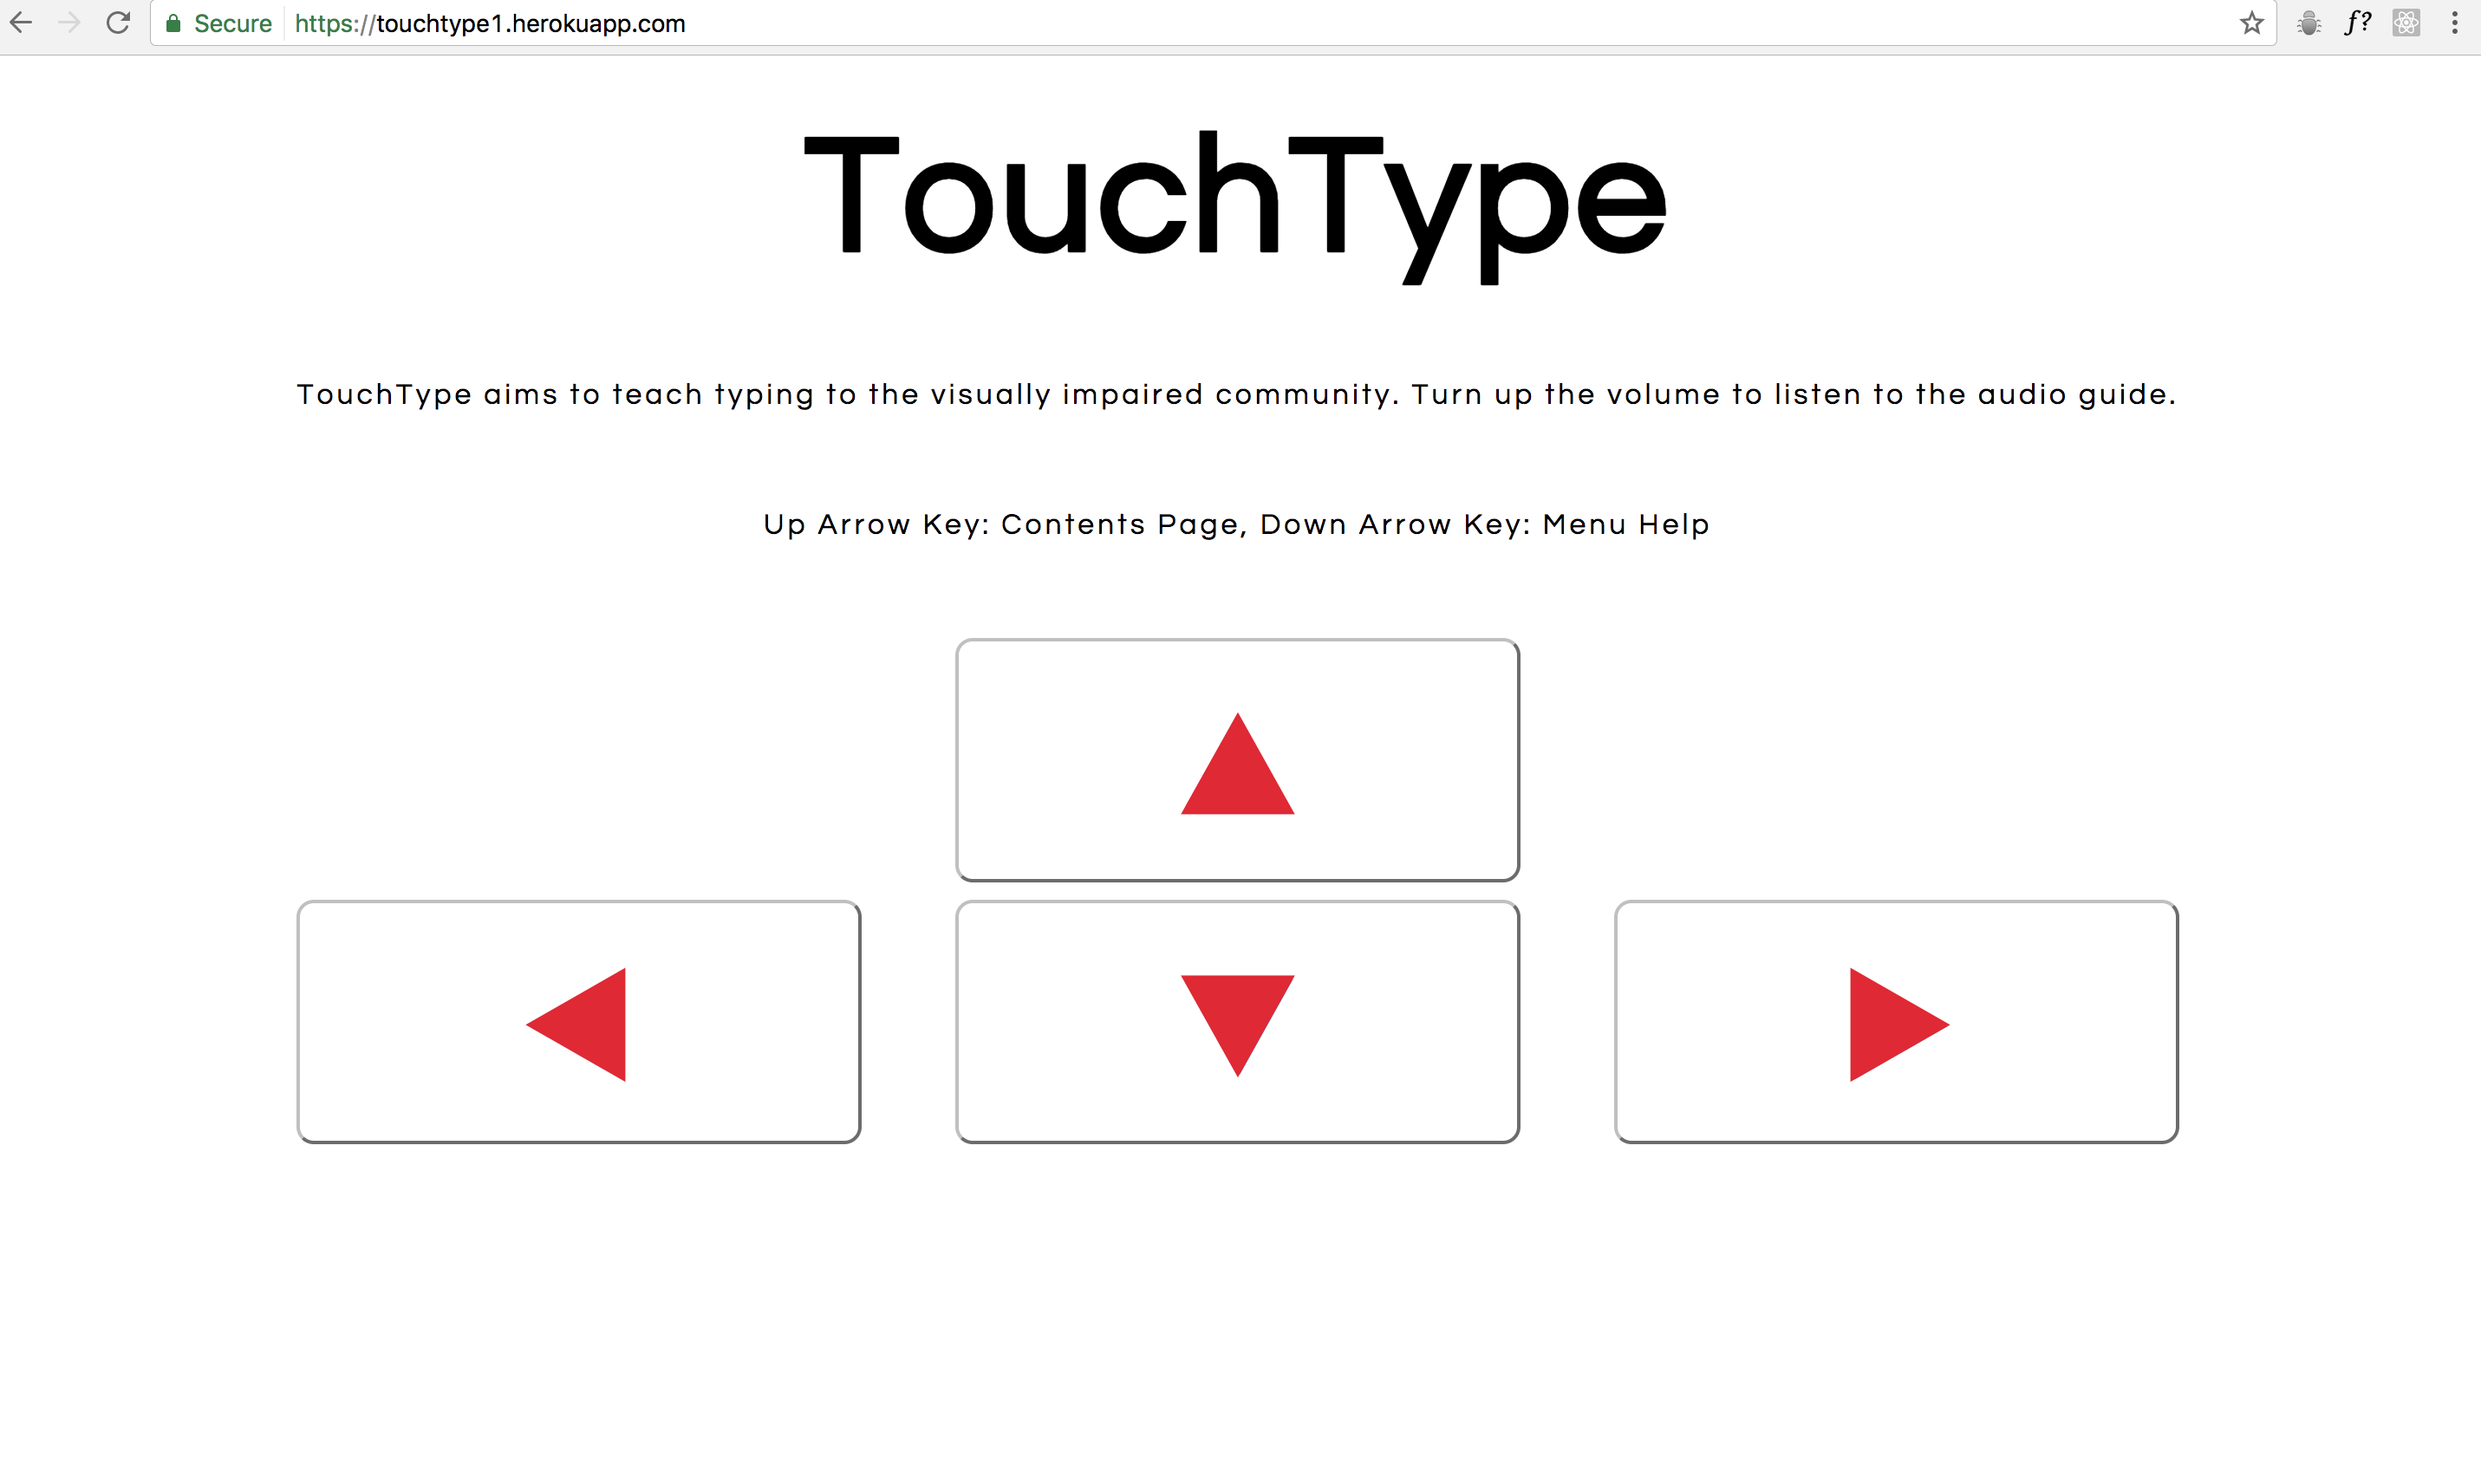 Secure https://touchtype1.herokuapp.com f?
TouchType
TouchType aims to teach typing to the visually impaired community. Turn up the volume to listen to the audio guide.
Up Arrow Key: Contents Page, Down Arrow Key: Menu Help